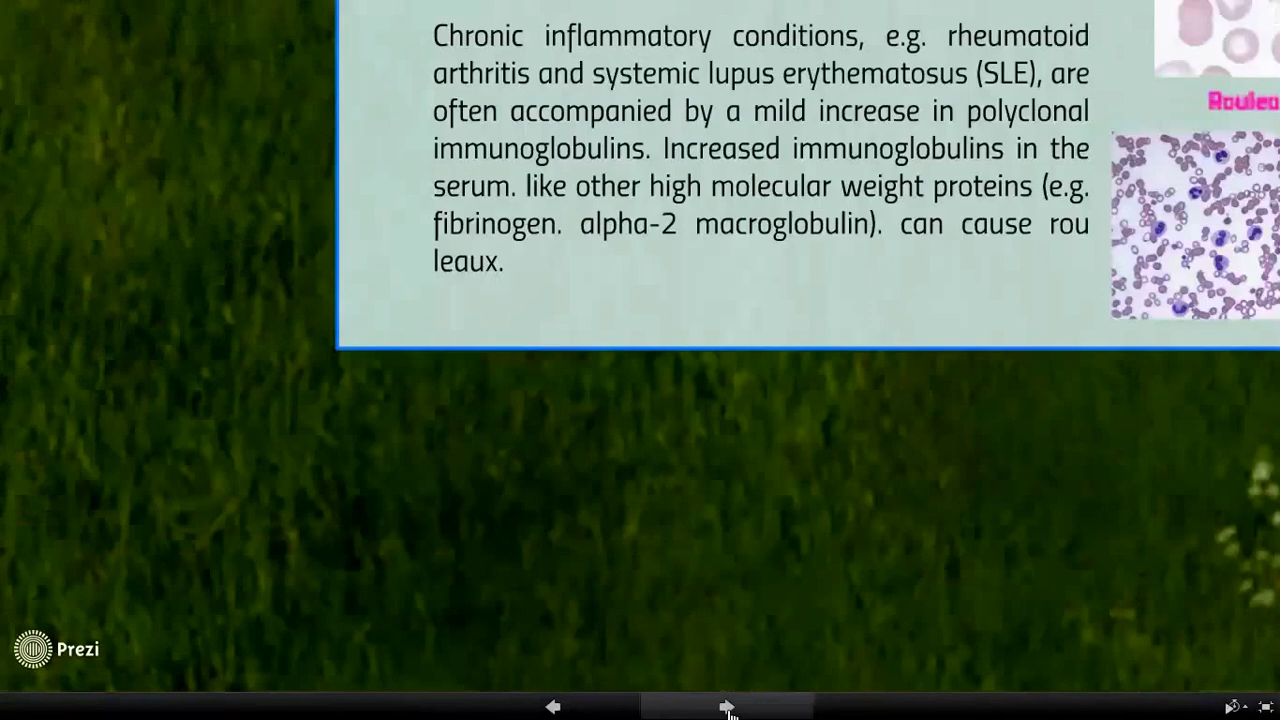 Chronic inflammatory conditions, e.g. rheumatoid
arthritis and systemic lupus erythematosus (SLE), are
often accompanied by a mild increase in polyclonal
immunoglobulins. Increased immunoglobulins in the
serum. like other high molecular weight proteins (e.g.
fibrinogen. alpha-2 macroglobulin). can cause rou
leaux.
Roulea
Prezi